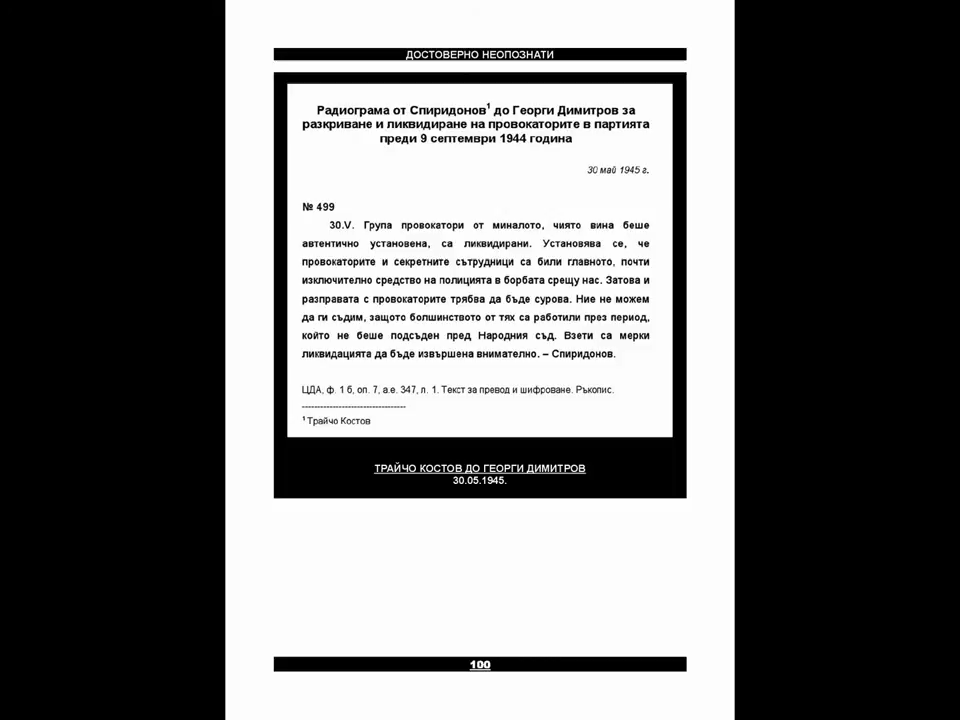 ДОСТОВЕРНО НЕОПОЗНАТИ
Радиограма от Спиридонов¹ до Георги Димитров за
разкриване и ликвидиране на провокаторите в партията
преди 9 септември 1944 година
30 май 1945 г.
№ 499
30.V. Група провокатори от миналото, чиято вина беше
автентично установена, са ликвидирани. Установява се, че
провокаторите и секретните сътрудници са били главното, почти
изключително средство на полицията в борбата срещу нас. Затова и
разправата с провокаторите трябва да бъде сурова. Ние не можем
да ги съдим, защото болшинството от тях са работили през период,
който не беше подсъден пред Народния съд. Взети са мерки
ликвидацията да бъде извършена внимателно. – Спиридонов.
ЦДА, ф. 1 б, оп. 7, а.е. 347, л. 1. Текст за превод и шифроване. Ръкопис.
-----------------------------------
¹ Трайчо Костов
ТРАЙЧО КОСТОВ ДО ГЕОРГИ ДИМИТРОВ
30.05.1945.
100